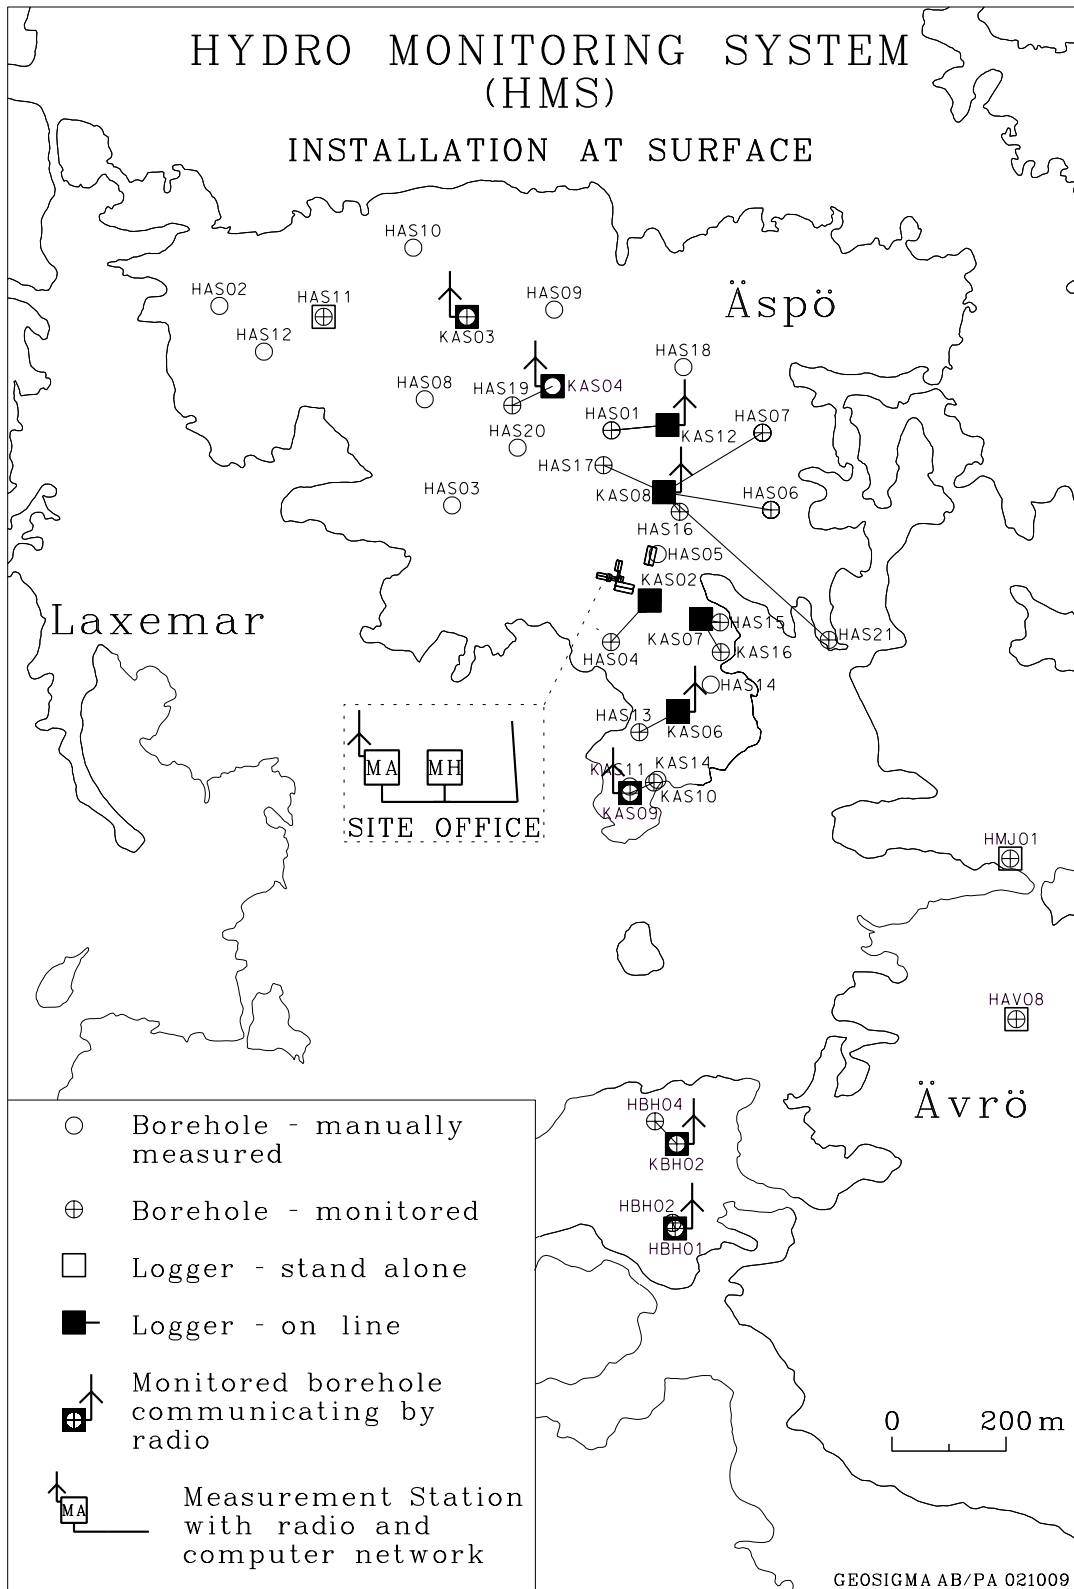 HYDRO MONITORING SYSTEM
(HMS)
INSTALLATION AT SURFACE
HAS10
HAS02
HAS11
HAS09
Äspö
HAS12
KAS03
HAS18
HAS19
KAS04
HAS08
HAS01
HAS07
KAS12
HAS20
HAS17
KAS08
HAS06
HAS03
HAS16
HAS05
KAS02
Laxemar
HAS15
KAS07
HAS21
HAS04
KAS16
HAS14
HAS13
KAS06
MA
MH
KAS11
KAS14
KAS10
KAS09
SITE OFFICE
HMJ01
HAV08
Ävrö
HBH04
KBH02
HBH02
HBH01
Borehole - manually
measured
Borehole - monitored
Logger - stand alone
Logger - on line
Monitored borehole
communicating by
radio
0 200 m
MA
Measurement Station
with radio and
computer network
GEOSIGMA AB/PA 021009